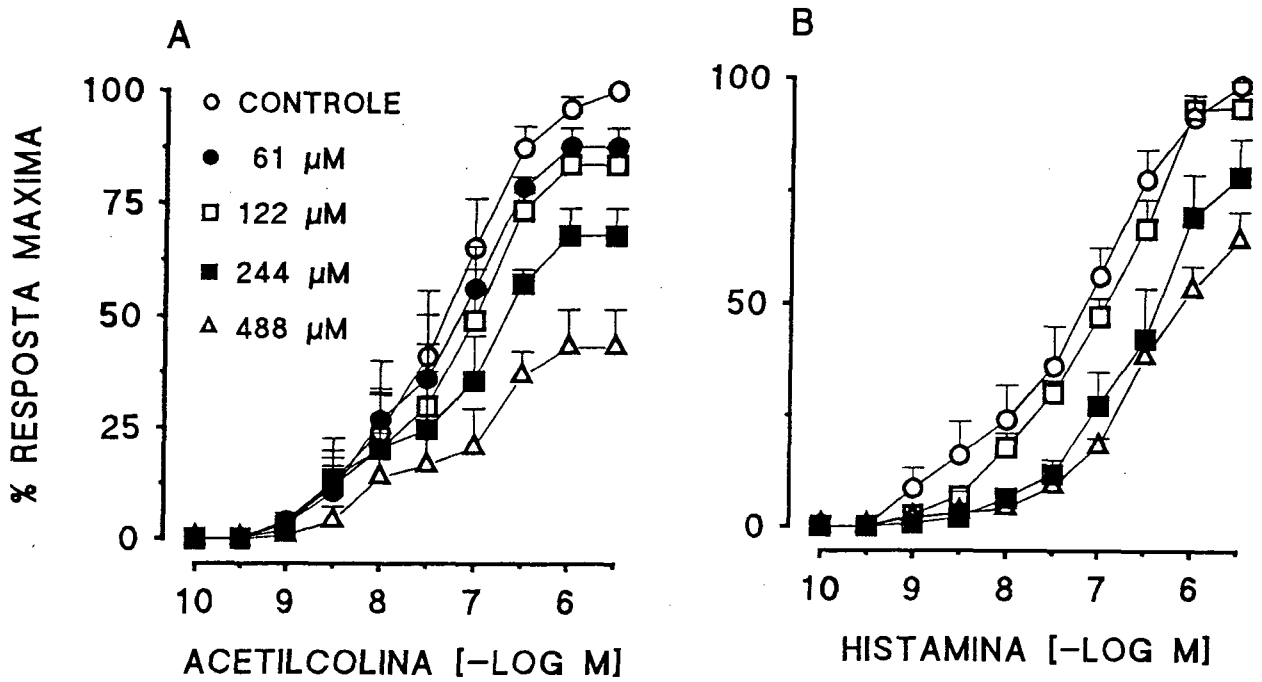 A
% RESPOSTA MAXIMA
100
75
50
25
0
CONTROLE
61 µM
122 µM
244 µM
488 µM
10 9 8 7 6
ACETILCOLINA [-LOG M]
B
100
50
0
10 9 8 7 6
HISTAMINA [-LOG M]